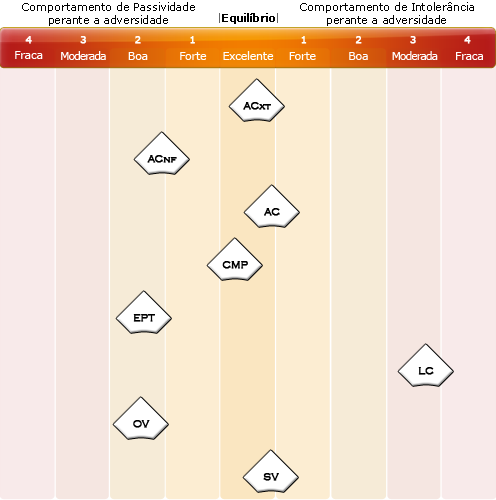 Comportamento de Passividade
perante a adversidade
|Equilíbrio|
Comportamento de Intolerância
perante a adversidade
4 3 2 1 1 2 3 4
Fraca Moderada Boa Forte Excelente Forte Boa Moderada Fraca
ACXT
ACNF
AC
CMP
EPT
LC
OV
SV